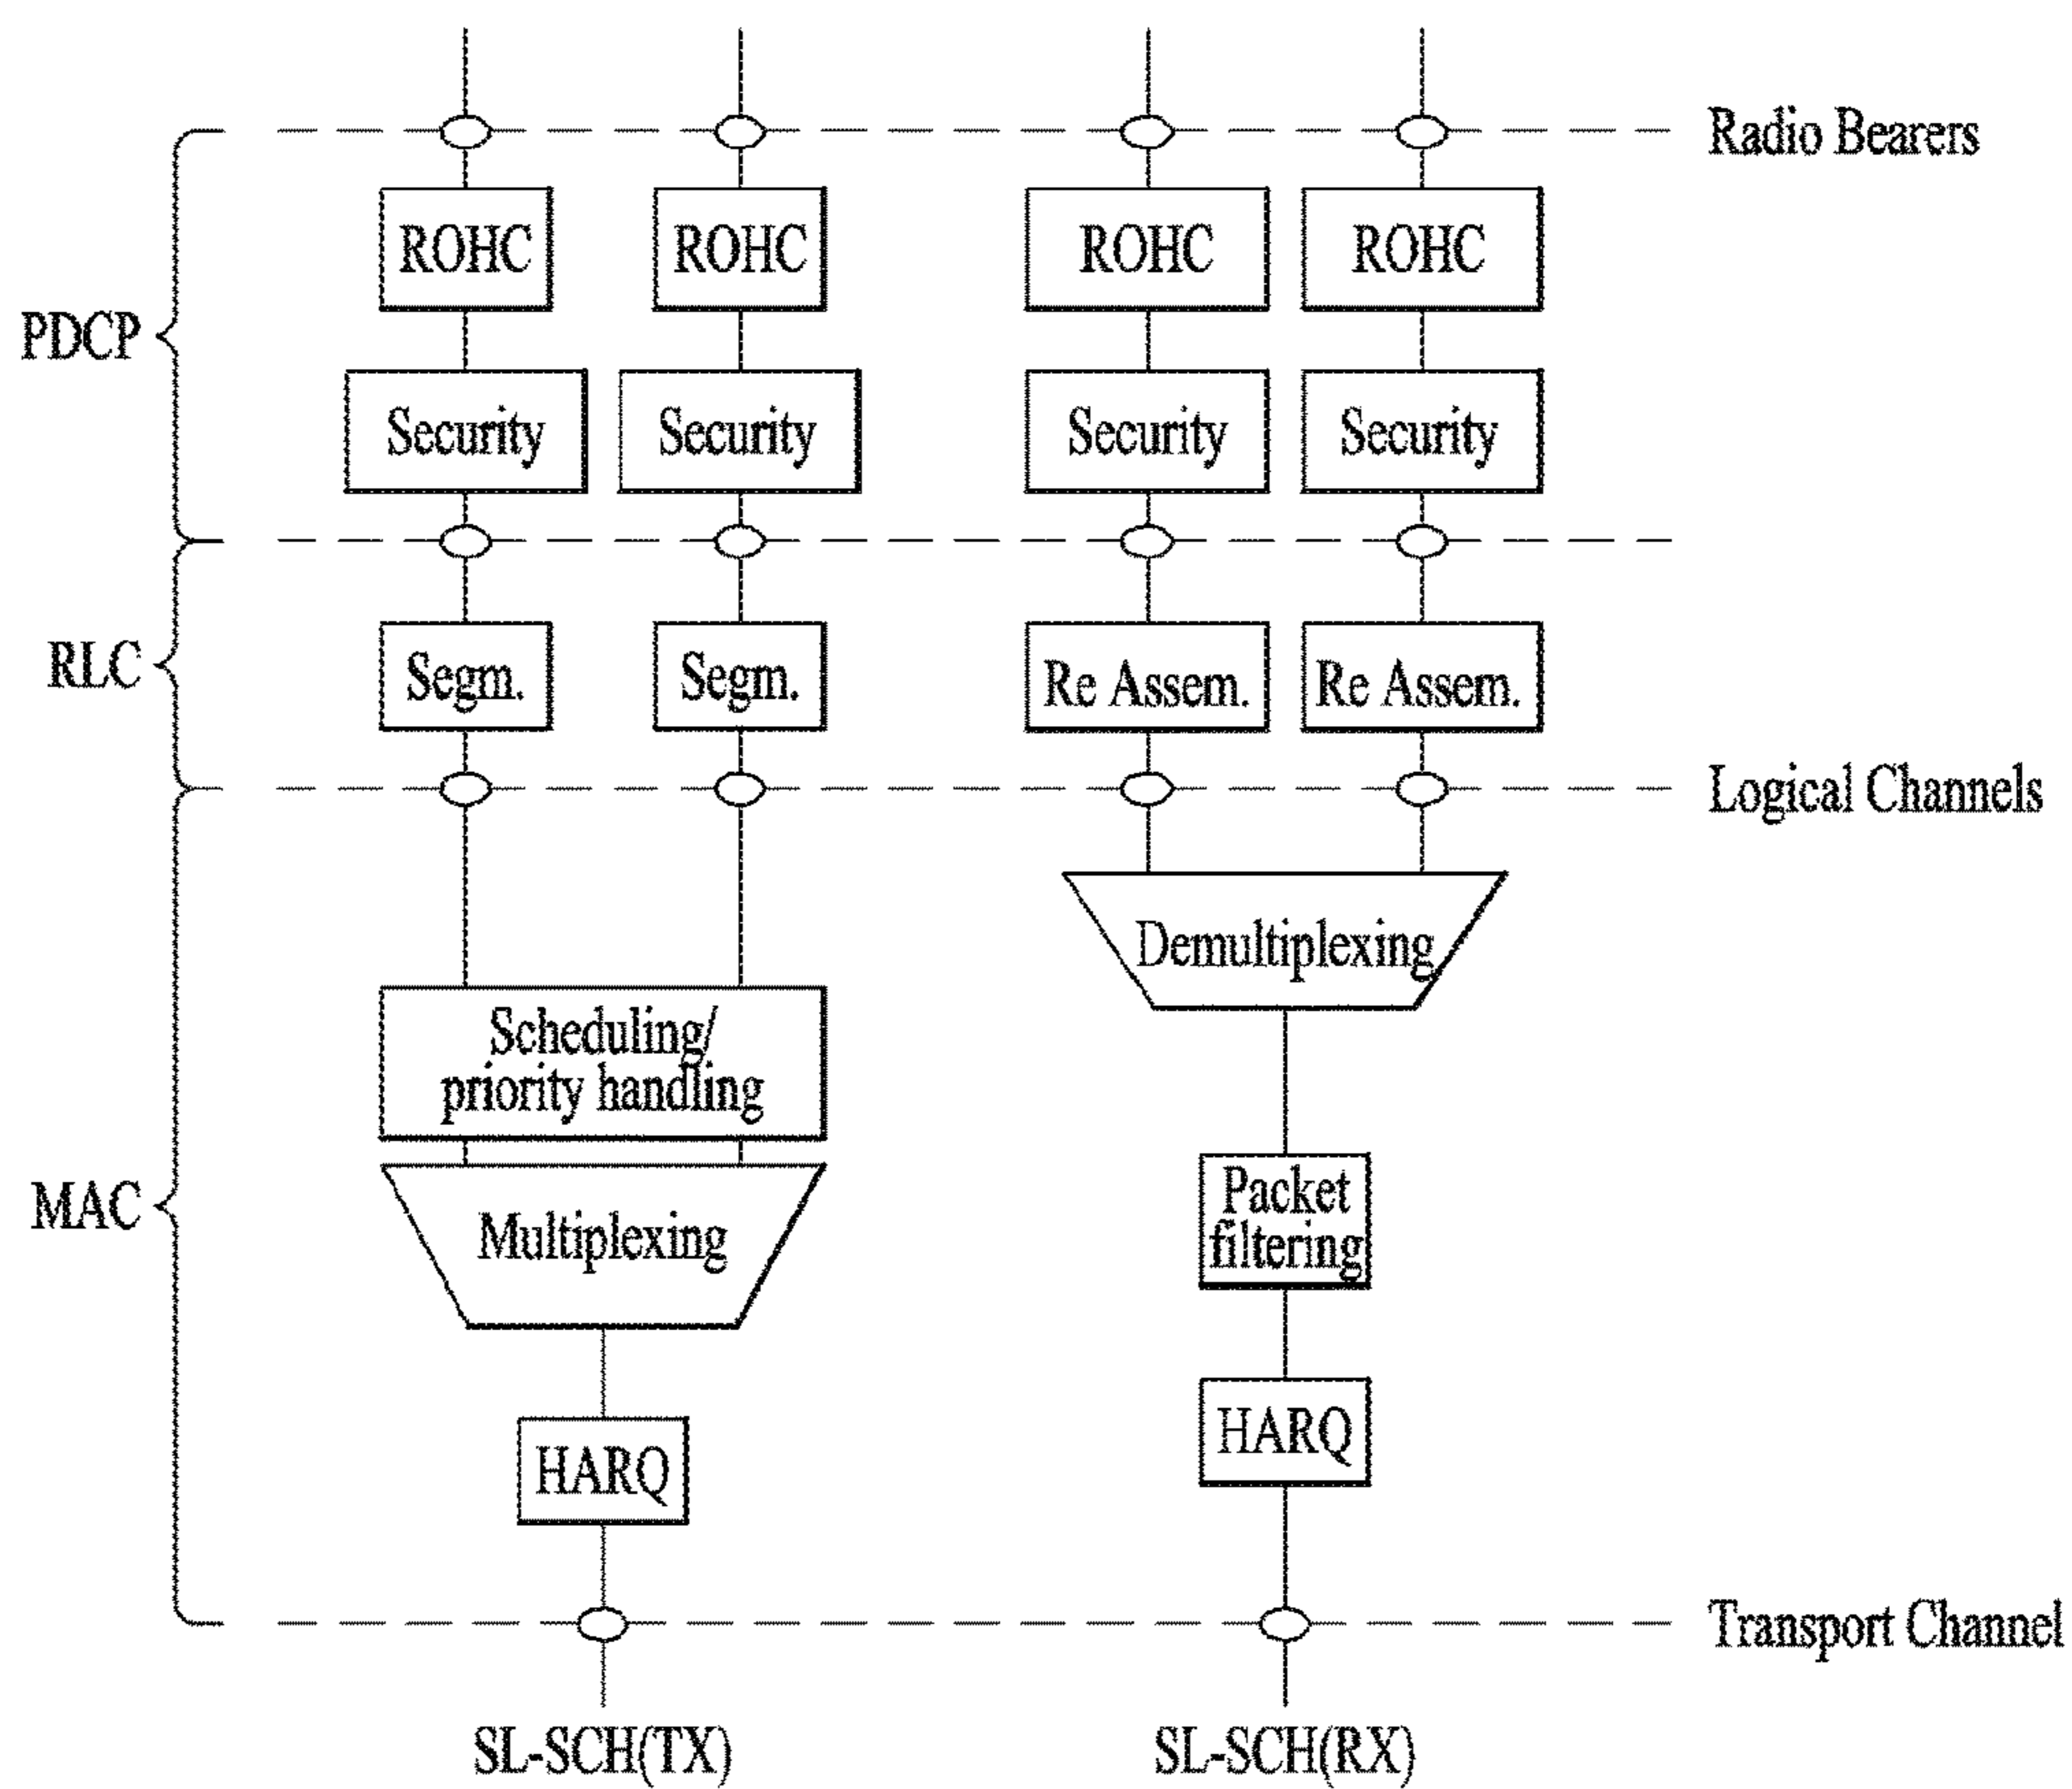 Radio Bearers
ROHC
ROHC
ROHC
ROHC
PDCP
Security
Security
Security
Security
RLC
Segm.
Segm.
Re Assem.
Re Assem.
Logical Channels
Demultiplexing
Scheduling/
priority handling
MAC
Multiplexing
Packet
filtering
HARQ
HARQ
Transport Channel
SL-SCH(TX)
SL-SCH(RX)